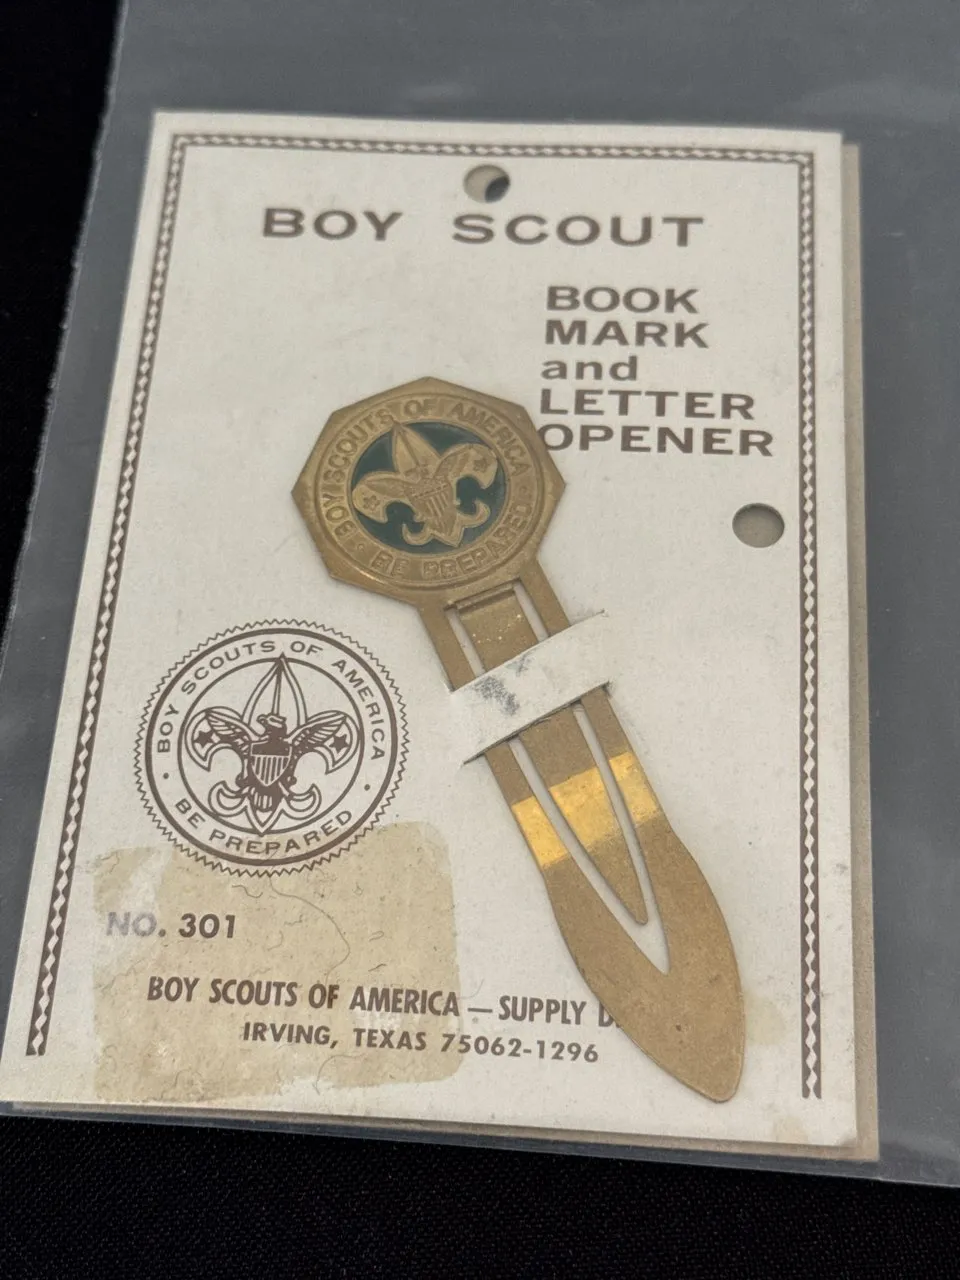 BOY SCOUT
BOOK
MARK
and
LETTER
OPENER
BOY SCOUTS OF AMERICA
BE PREPARED
BOY SCOUTS OF AMERICA
BE PREPARED
NO. 301
BOY SCOUTS OF AMERICA — SUPPLY
IRVING, TEXAS 75062-1296